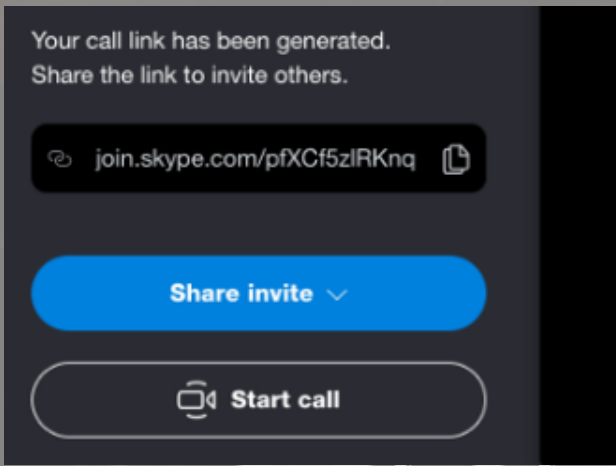 Your call link has been generated.
Share the link to invite others.
join.skype.com/pfXCf5zlRKnq
Share invite
Start call